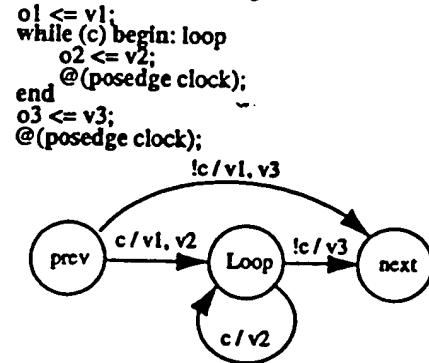 o1 <= v1;
while (c) begin: loop
o2 <= v2;
@(posedge clock);
end
o3 <= v3;
@(posedge clock);
!c / v1, v3
prev
c / v1, v2
Loop
!c / v3
next
c / v2